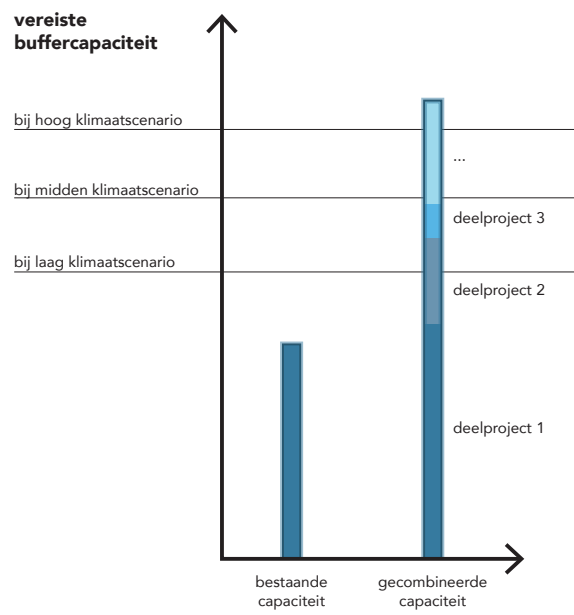 vereiste
buffercapaciteit
bij hoog klimaatscenario
...
bij midden klimaatscenario
deelproject 3
bij laag klimaatscenario
deelproject 2
deelproject 1
bestaande
capaciteit
gecombineerde
capaciteit